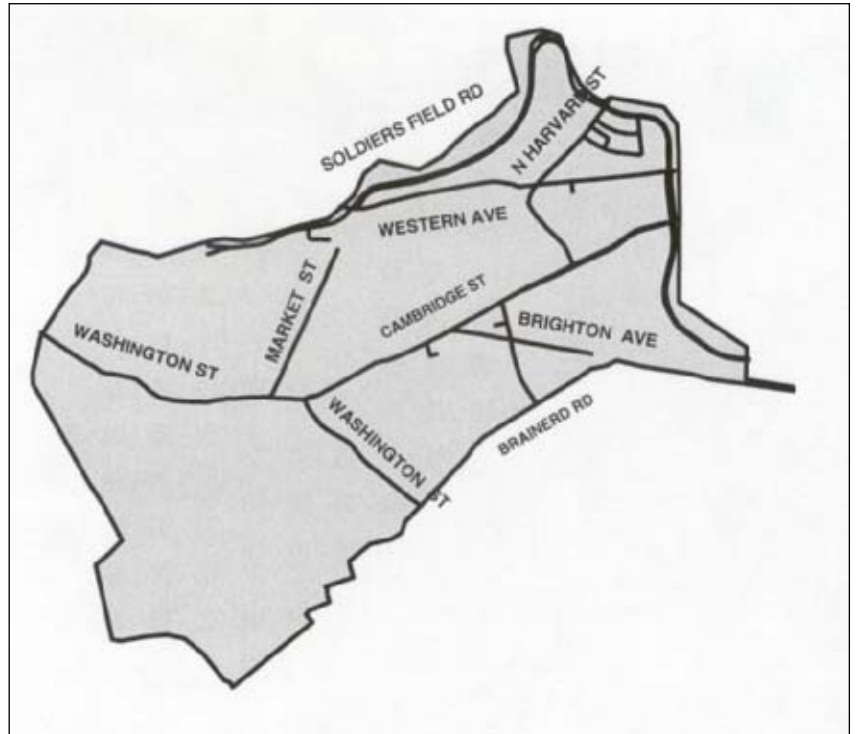 SOLDIERS FIELD RD
N HARVARD ST
WESTERN AVE
MARKET ST
CAMBRIDGE ST
BRIGHTON AVE
WASHINGTON ST
WASHINGTON ST
BRAINERD RD